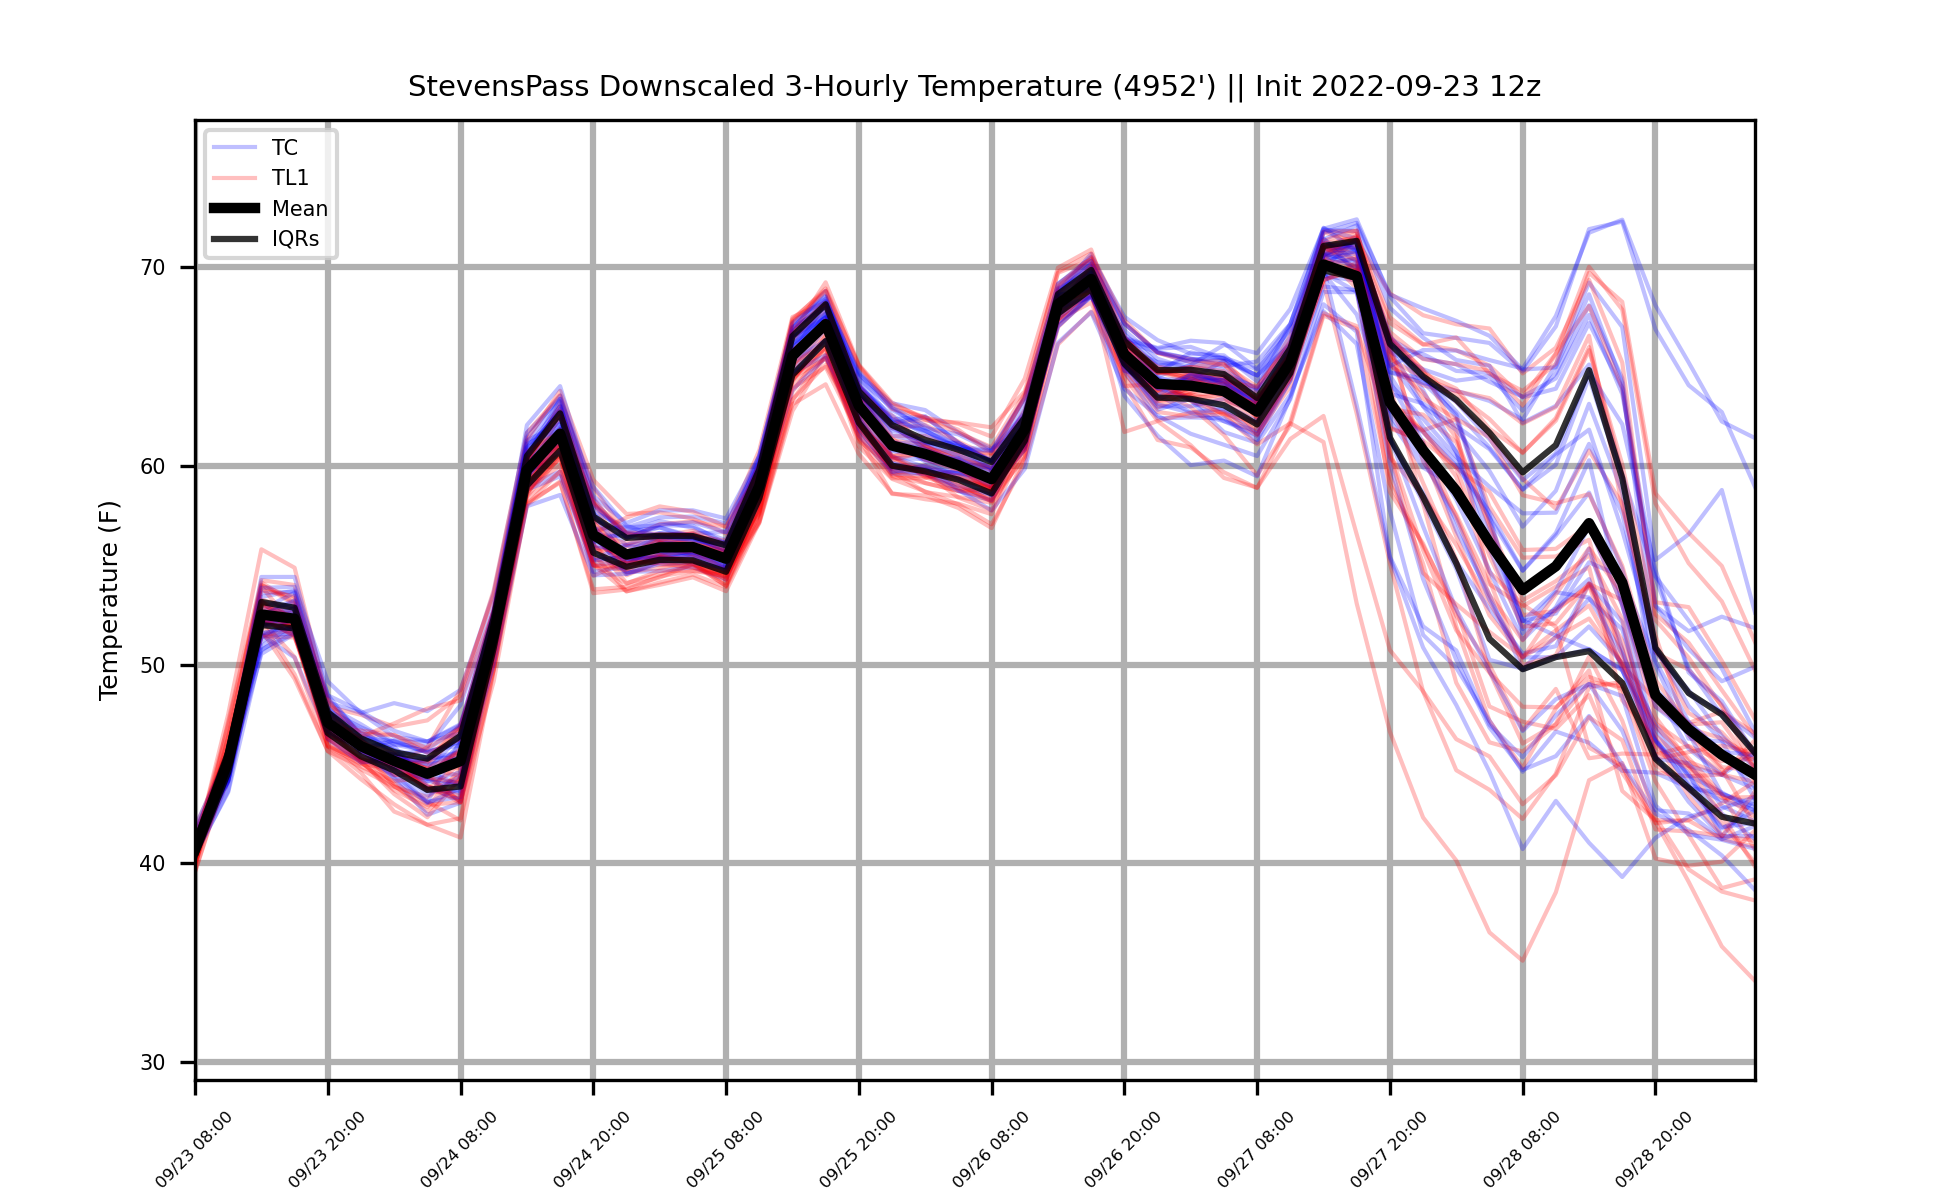 StevensPass Downscaled 3-Hourly Temperature (4952') || Init 2022-09-23 12z
TC
TL1
Mean
IQRs
Temperature (F)
70
60
50
40
30
09/23 08:00
09/23 20:00
09/24 08:00
09/24 20:00
09/25 08:00
09/25 20:00
09/26 08:00
09/26 20:00
09/27 08:00
09/27 20:00
09/28 08:00
09/28 20:00